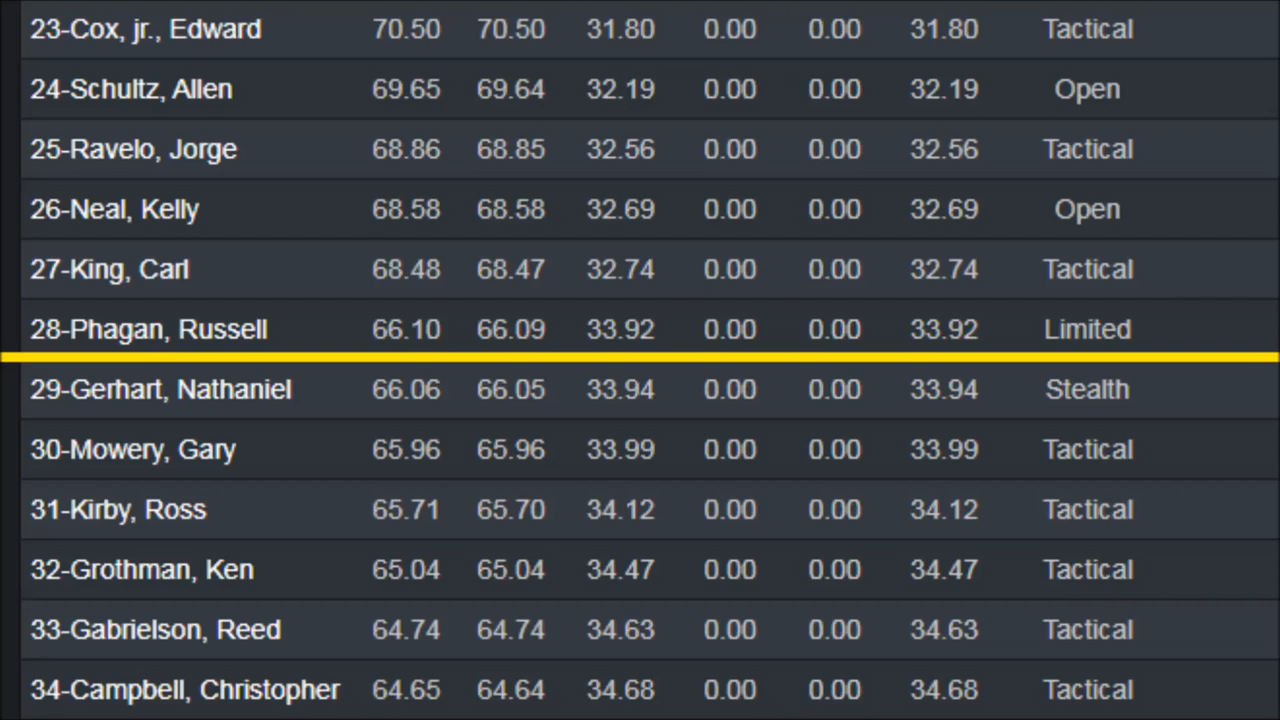 23-Cox, jr., Edward 70.50 70.50 31.80 0.00 0.00 31.80 Tactical
24-Schultz, Allen 69.65 69.64 32.19 0.00 0.00 32.19 Open
25-Ravelo, Jorge 68.86 68.85 32.56 0.00 0.00 32.56 Tactical
26-Neal, Kelly 68.58 68.58 32.69 0.00 0.00 32.69 Open
27-King, Carl 68.48 68.47 32.74 0.00 0.00 32.74 Tactical
28-Phagan, Russell 66.10 66.09 33.92 0.00 0.00 33.92 Limited
29-Gerhart, Nathaniel 66.06 66.05 33.94 0.00 0.00 33.94 Stealth
30-Mowery, Gary 65.96 65.96 33.99 0.00 0.00 33.99 Tactical
31-Kirby, Ross 65.71 65.70 34.12 0.00 0.00 34.12 Tactical
32-Grothman, Ken 65.04 65.04 34.47 0.00 0.00 34.47 Tactical
33-Gabrielson, Reed 64.74 64.74 34.63 0.00 0.00 34.63 Tactical
34-Campbell, Christopher 64.65 64.64 34.68 0.00 0.00 34.68 Tactical